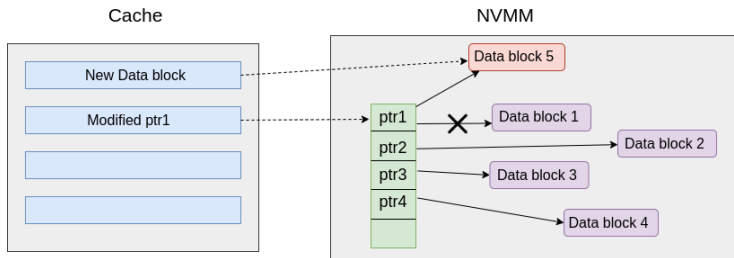 Cache
NVMM
New Data block
Modified ptr1
Data block 5
ptr1
ptr2
ptr3
ptr4
Data block 1
Data block 2
Data block 3
Data block 4